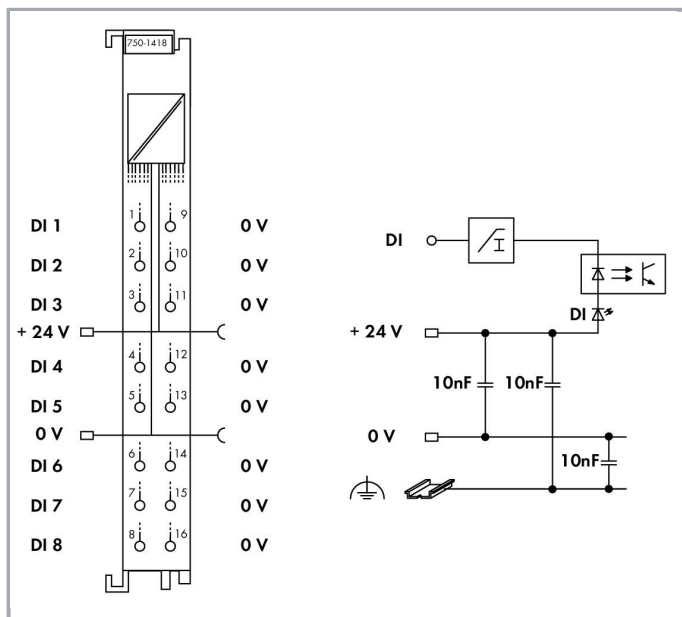 750-1418
DI 1 1 9 0 V
DI 2 2 10 0 V
DI 3 3 11 0 V
+ 24 V
DI 4 4 12 0 V
DI 5 5 13 0 V
0 V
DI 6 6 14 0 V
DI 7 7 15 0 V
DI 8 8 16 0 V
DI I
DI
+ 24 V
10nF 10nF
0 V
10nF